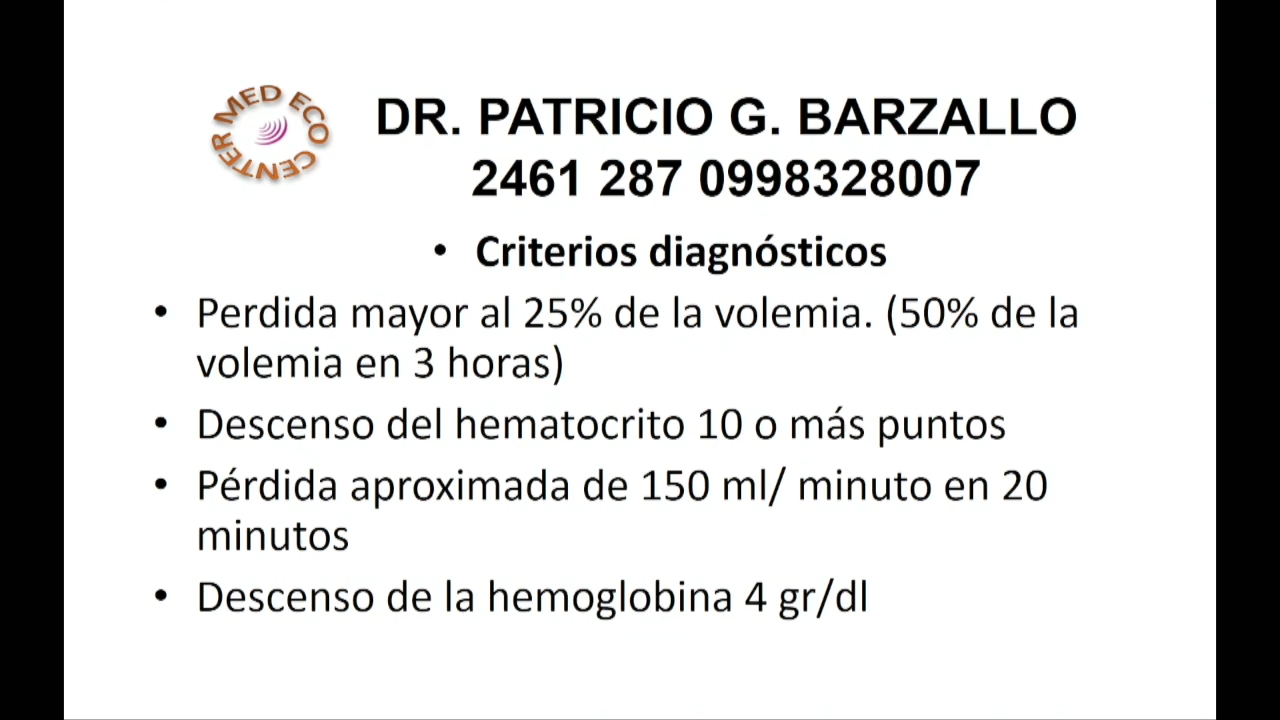 MED ECO CENTER
DR. PATRICIO G. BARZALLO
2461 287 0998328007
• Criterios diagnósticos
• Perdida mayor al 25% de la volemia. (50% de la
volemia en 3 horas)
• Descenso del hematocrito 10 o más puntos
• Pérdida aproximada de 150 ml/ minuto en 20
minutos
• Descenso de la hemoglobina 4 gr/dl